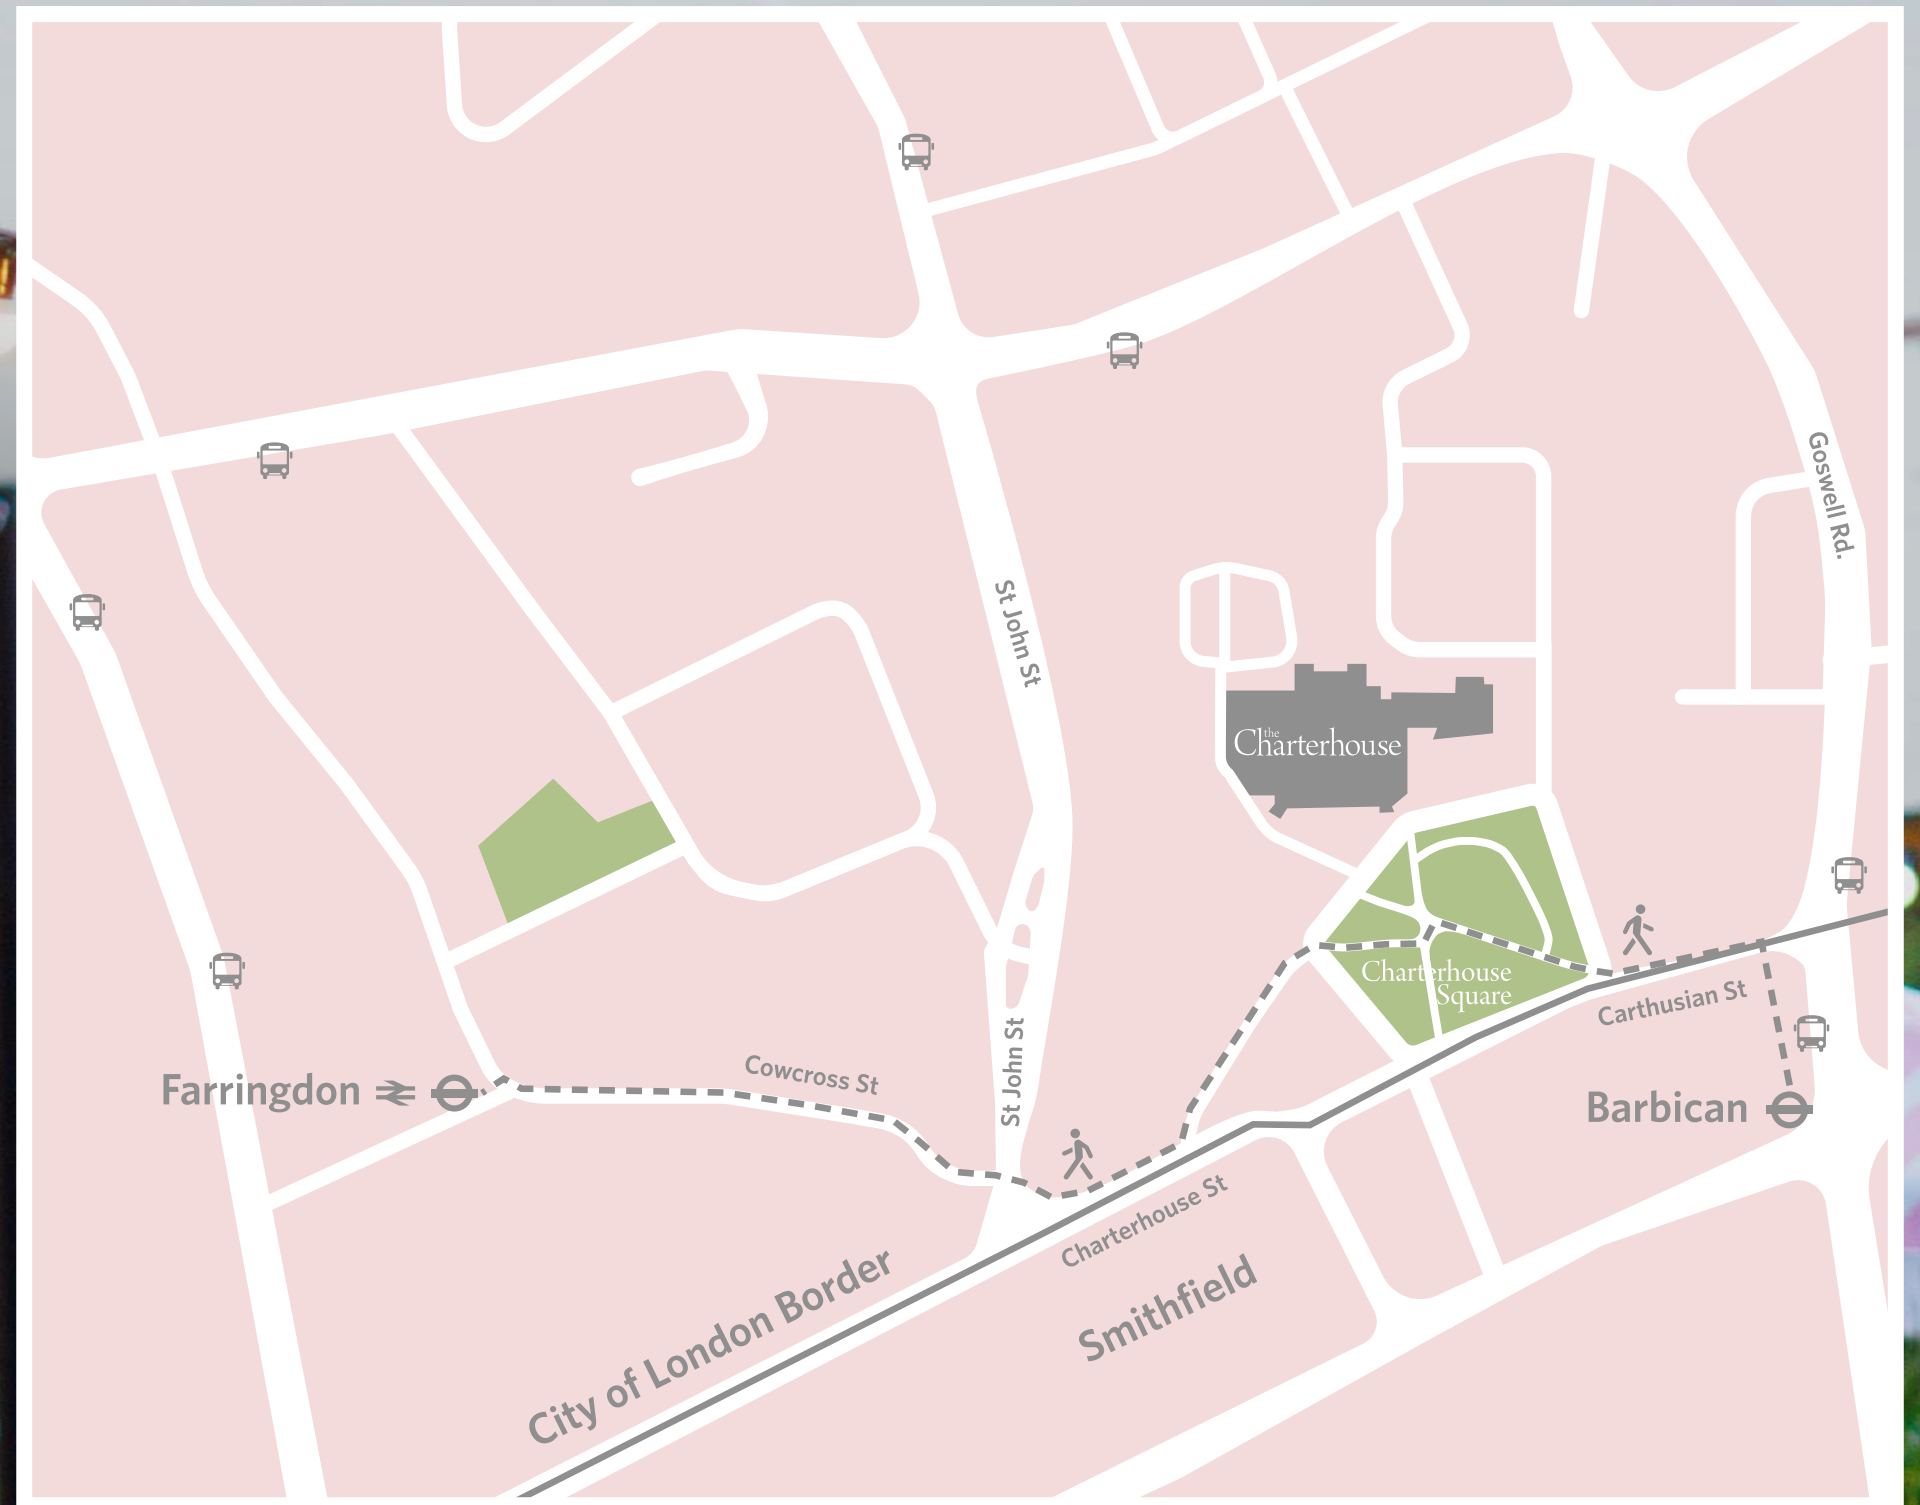 Goswell Rd.
St John St
the
Charterhouse
Charterhouse
Square
Carthusian St
St John St
Cowcross St
Farringdon
Barbican
Charterhouse St
City of London Border
Smithfield